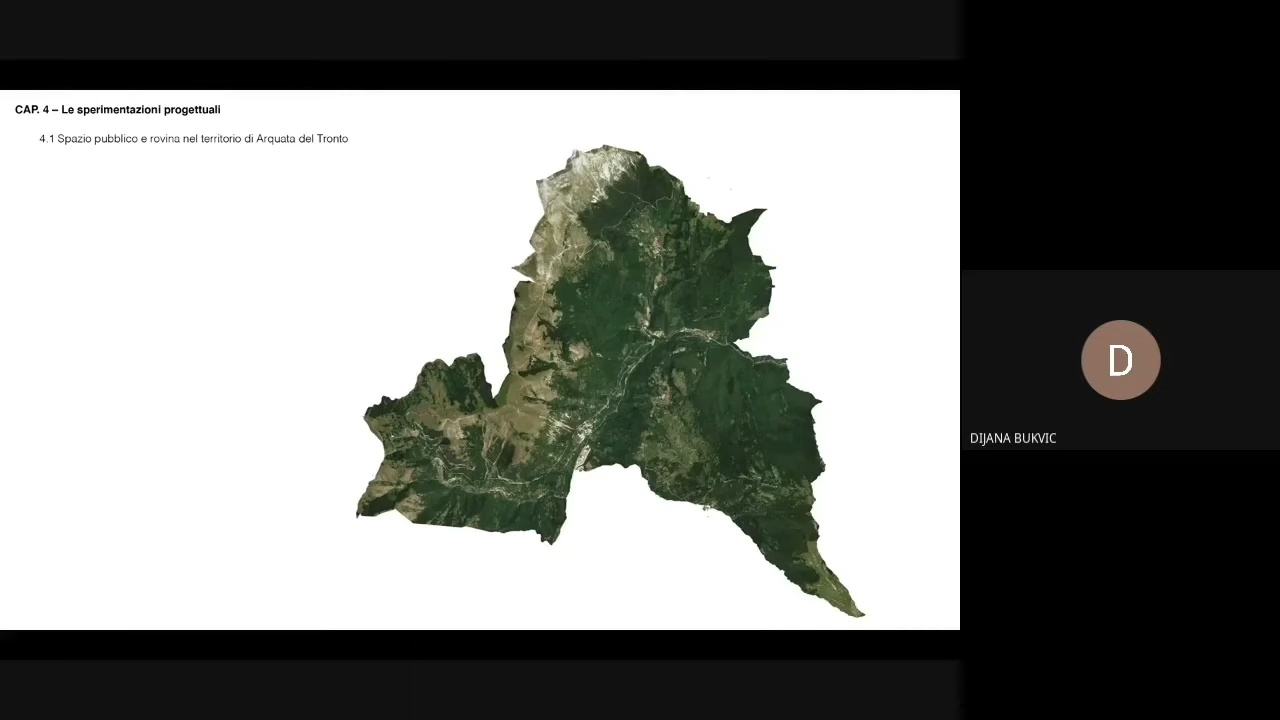 CAP. 4 – Le sperimentazioni progettuali
4.1 Spazio pubblico e rovina nel territorio di Arquata del Tronto
D
DIJANA BUKVIC